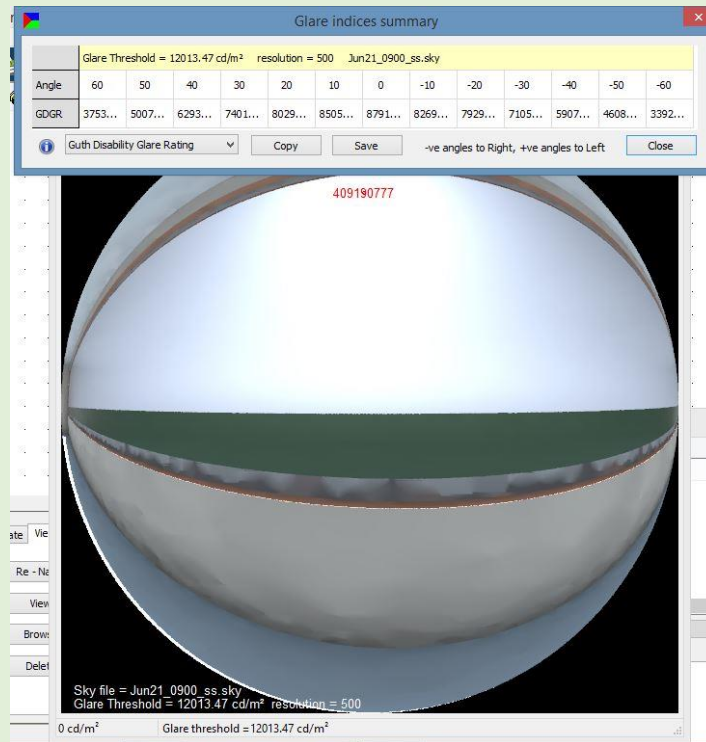 Glare indices summary
Glare Threshold = 12013.47 cd/m² resolution = 500 Jun21_0900_ss.sky
Angle 60 50 40 30 20 10 0 -10 -20 -30 -40 -50 -60
GDGR 3753... 5007... 6293... 7401... 8029... 8505... 8791... 8269... 7929... 7105... 5907... 4608... 3392...
Guth Disability Glare Rating Copy Save -ve angles to Right, +ve angles to Left Close
409190777
ate Vie
Re - Na
View
Brows
Delet
Sky file = Jun21_0900_ss.sky
Glare Threshold = 12013.47 cd/m² resolution = 500
0 cd/m² Glare threshold =12013.47 cd/m²